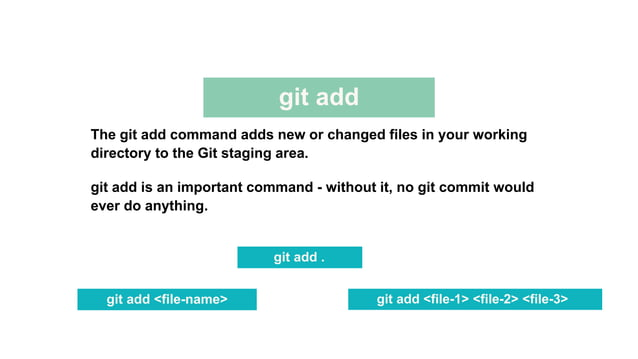 git add
The git add command adds new or changed files in your working
directory to the Git staging area.
git add is an important command - without it, no git commit would
ever do anything.
git add .
git add <file-name>
git add <file-1> <file-2> <file-3>